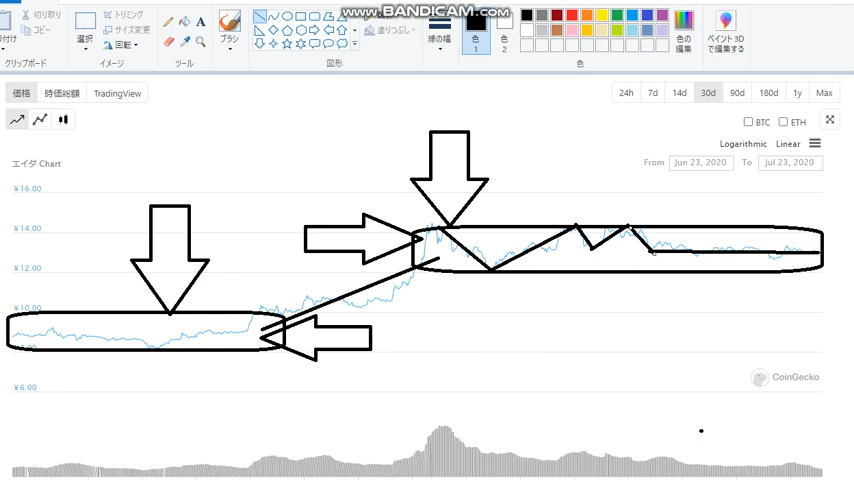 切り取り
コピー
り付け
クリップボード
選択
トリミング
サイズ変更
回転
イメージ
ツール
ブラシ
図形
塗りつぶし
線の幅
色
1
色
2
色の
編集
ペイント 3D
で編集する
色
www.BANDICAM.com
価格
時価総額
TradingView
24h
7d
14d
30d
90d
180d
1y
Max
BTC
ETH
Logarithmic
Linear
エイダ Chart
From
Jun 23, 2020
To
Jul 23, 2020
¥16.00
¥14.00
¥12.00
¥10.00
¥6.00
CoinGecko